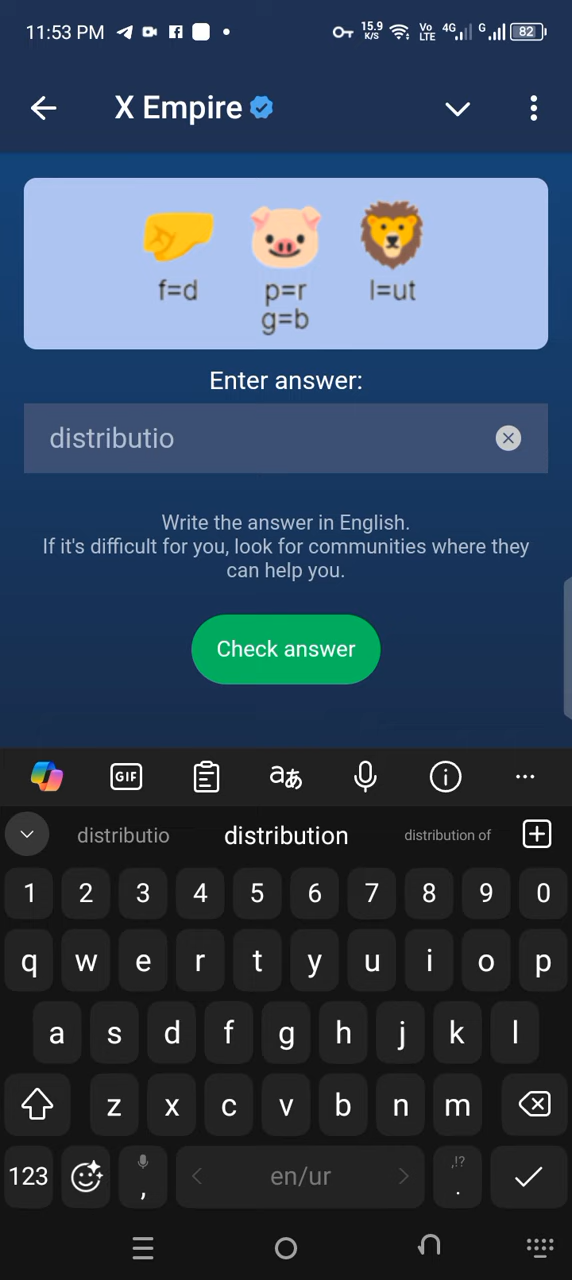 11:53 PM 15.9 K/S Vo LTE 4G G 82
X Empire
f=d p=r l=ut
g=b
Enter answer:
distributio
Write the answer in English.
If it's difficult for you, look for communities where they
can help you.
Check answer
GIF aあ
distributio distribution distribution of
1 2 3 4 5 6 7 8 9 0
q w e r t y u i o p
a s d f g h j k l
z x c v b n m
123 , en/ur ,!? .